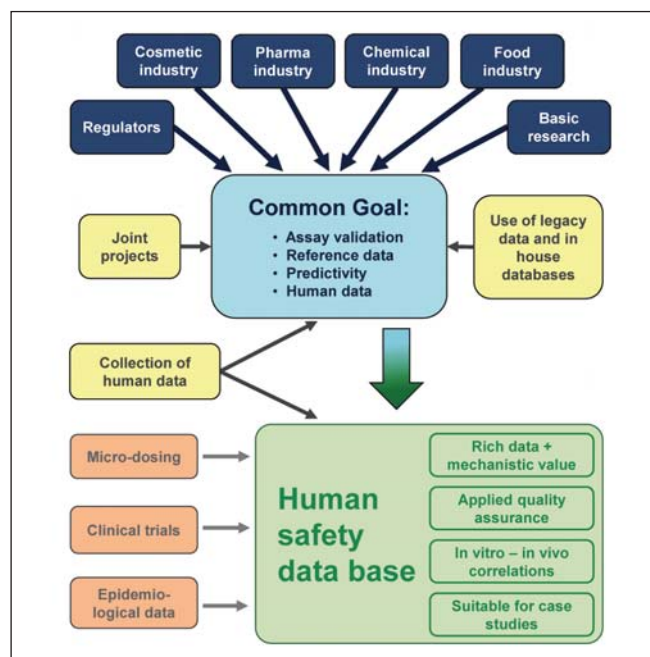 Cosmetic
industry
Pharma
industry
Chemical
industry
Food
industry
Regulators
Basic
research
Common Goal:
• Assay validation
• Reference data
• Predictivity
• Human data
Joint
projects
Use of legacy
data and in
house
databases
Collection of
human data
Micro-dosing
Clinical trials
Epidemio-
logical data
Human
safety
data base
Rich data +
mechanistic value
Applied quality
assurance
In vitro – in vivo
correlations
Suitable for case
studies